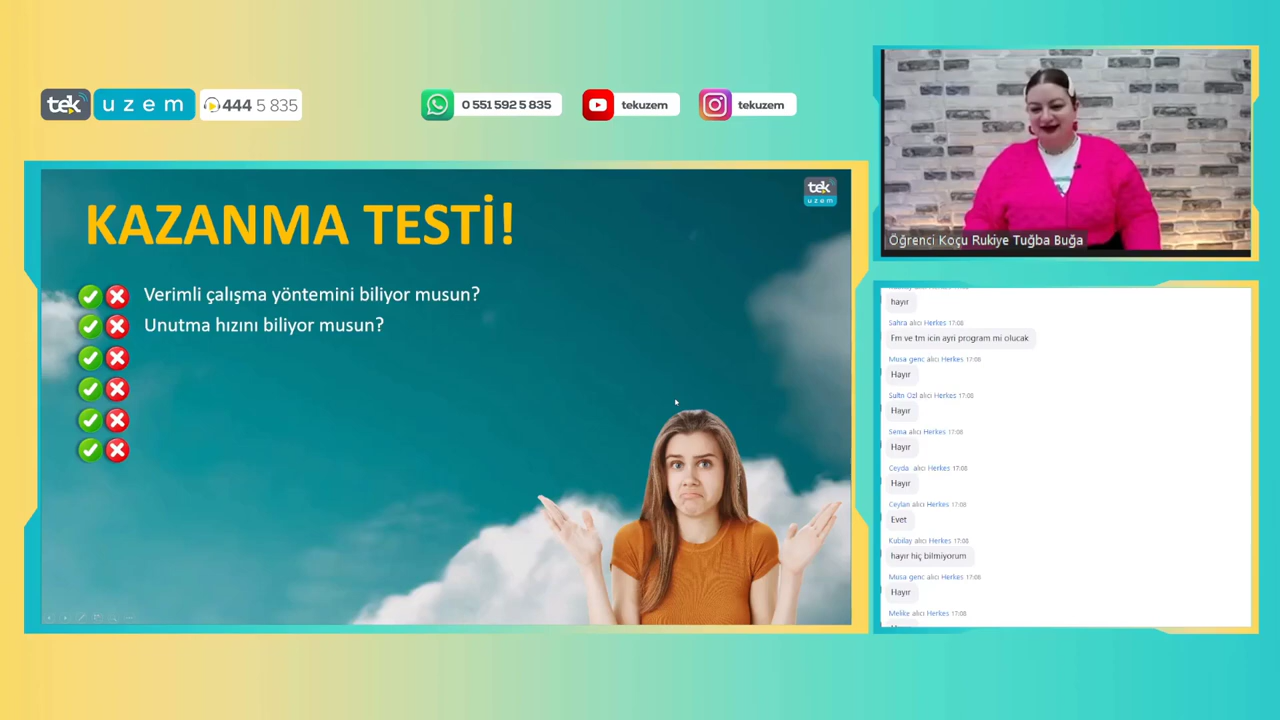 tek uzem 444 5 835
0 551 592 5 835
tekuzem
tekuzem
tek
uzem
KAZANMA TESTİ!
Verimli çalışma yöntemini biliyor musun?
Unutma hızını biliyor musun?
Öğrenci Koçu Rukiye Tuğba Buğa
hayır
Sahra alıcı Herkes 17:08
Fm ve tm icin ayri program mi olucak
Musa genc alıcı Herkes 17:08
Hayır
Sultn Ozl alıcı Herkes 17:08
Hayır
Sema alıcı Herkes 17:08
Hayır
Ceyda alıcı Herkes 17:08
Hayır
Ceylan alıcı Herkes 17:08
Evet
Kubilay alıcı Herkes 17:08
hayır hiç bilmiyorum
Musa genc alıcı Herkes 17:08
Hayır
Melike alıcı Herkes 17:08